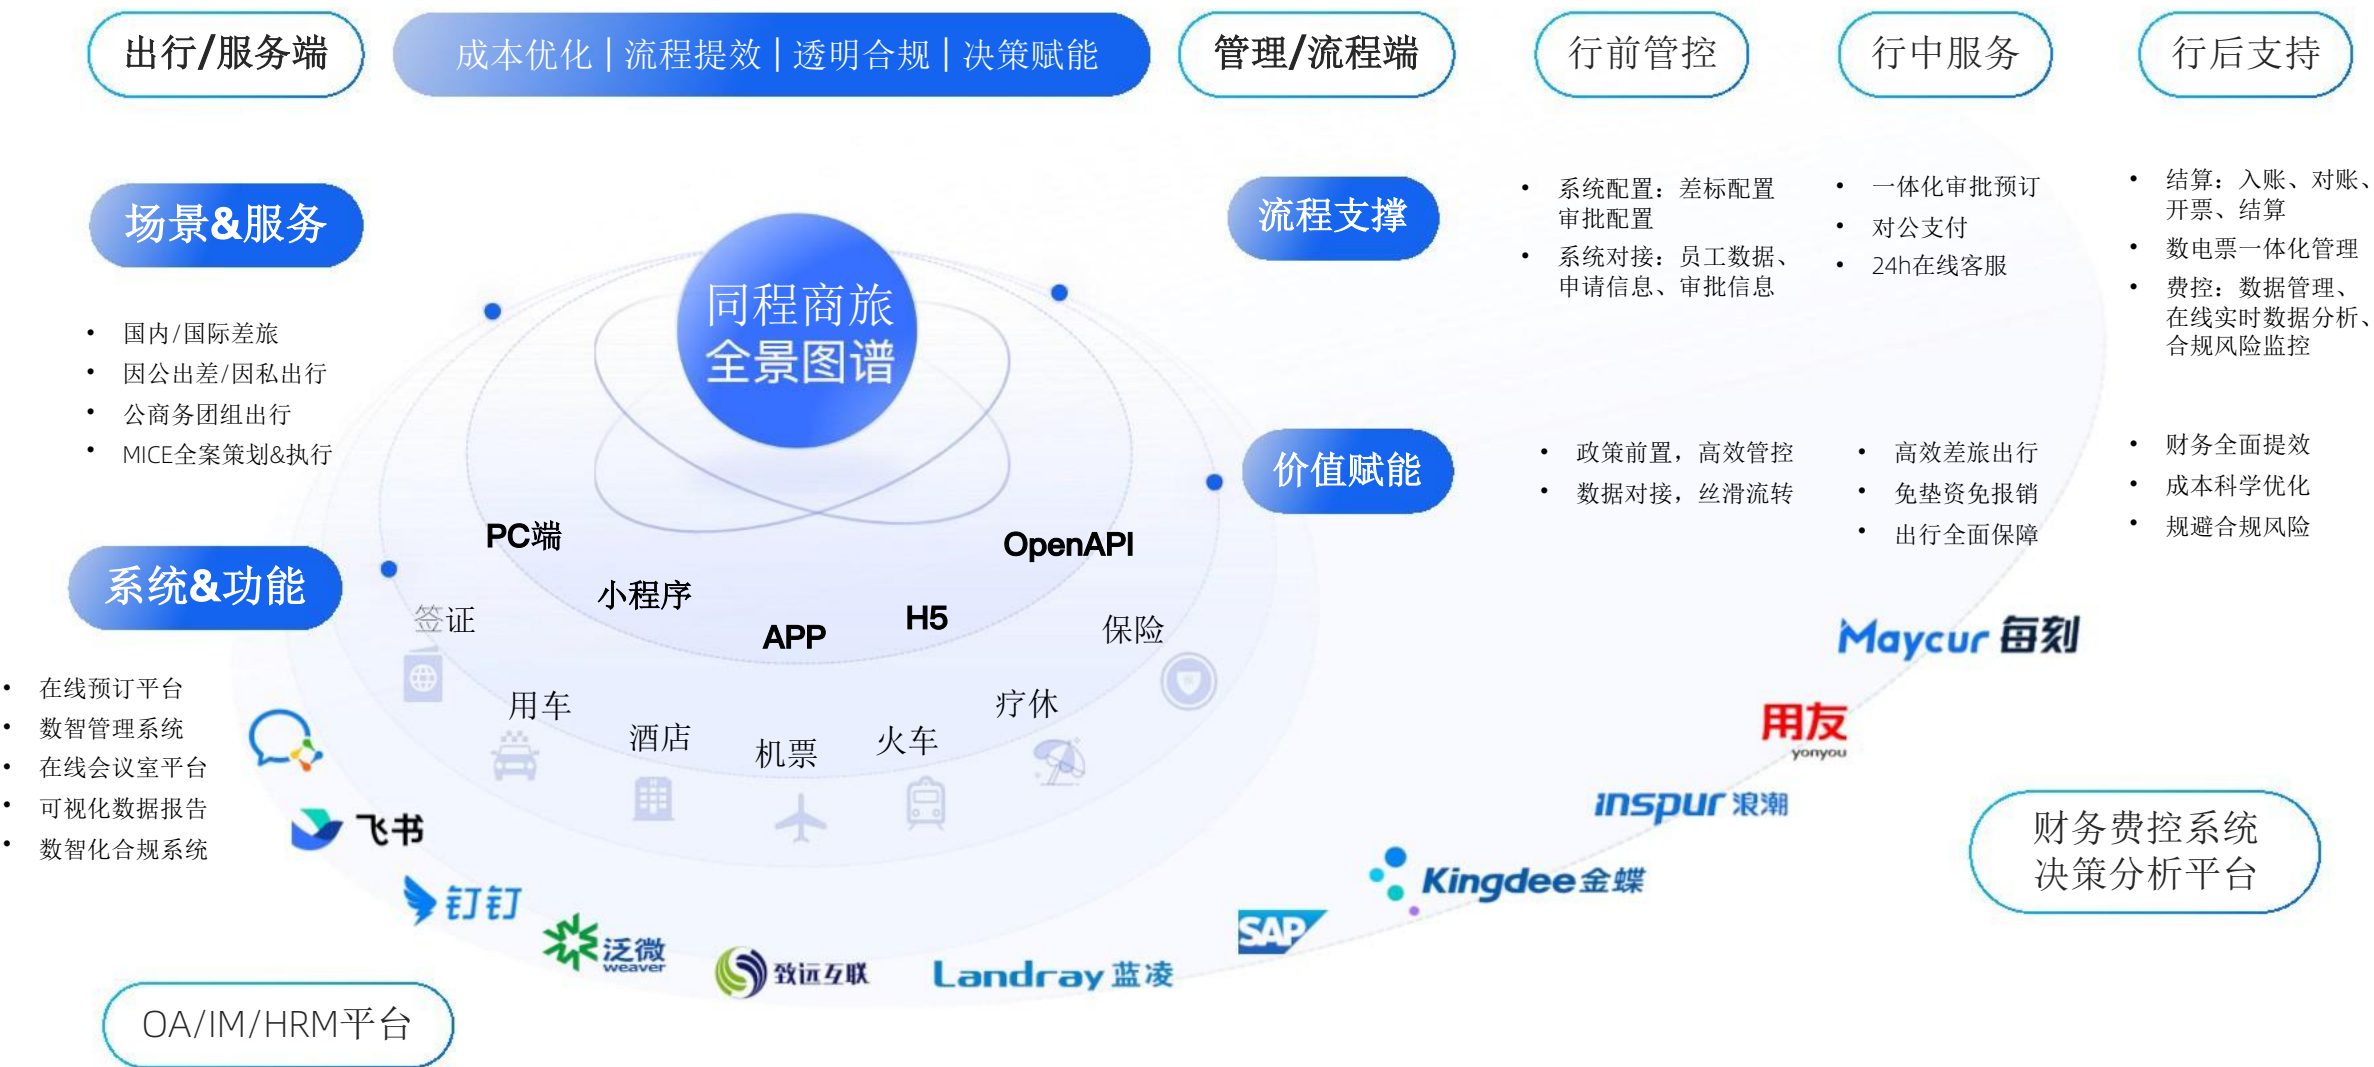 出行/服务端
成本优化 | 流程提效 | 透明合规 | 决策赋能
管理/流程端
行前管控
行中服务
行后支持
场景&服务
• 国内/国际差旅
• 因公出差/因私出行
• 公商务团组出行
• MICE全案策划&执行
系统&功能
• 在线预订平台
• 数智管理系统
• 在线会议室平台
• 可视化数据报告
• 数智化合规系统
同程商旅
全景图谱
PC端
小程序
APP
H5
OpenAPI
签证
用车
酒店
机票
火车
疗休
保险
流程支撑
• 系统配置：差标配置
审批配置
• 系统对接：员工数据、
申请信息、审批信息
• 一体化审批预订
• 对公支付
• 24h在线客服
• 结算：入账、对账、
开票、结算
• 数电票一体化管理
• 费控：数据管理、
在线实时数据分析、
合规风险监控
价值赋能
• 政策前置，高效管控
• 数据对接，丝滑流转
• 高效差旅出行
• 免垫资免报销
• 出行全面保障
• 财务全面提效
• 成本科学优化
• 规避合规风险
飞书
钉钉
泛微
weaver
致远互联
Landray 蓝凌
SAP
Kingdee 金蝶
inspur 浪潮
用友
yonyou
Maycur 每刻
财务费控系统
决策分析平台
OA/IM/HRM平台